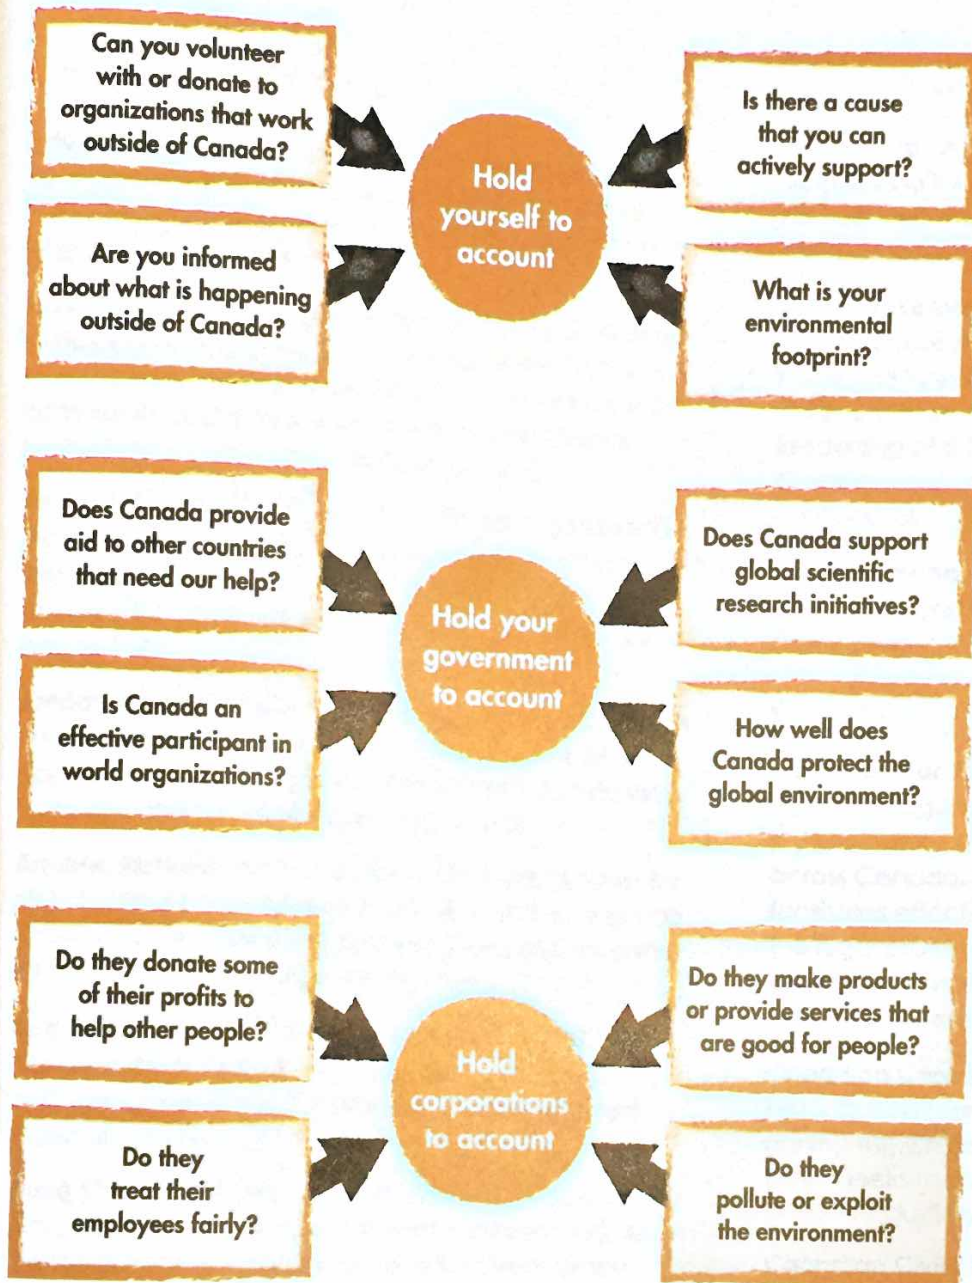 Can you volunteer
with or donate to
organizations that work
outside of Canada?
Are you informed
about what is happening
outside of Canada?
Hold
yourself to
account
Is there a cause
that you can
actively support?
What is your
environmental
footprint?
Does Canada provide
aid to other countries
that need our help?
Is Canada an
effective participant in
world organizations?
Hold your
government
to account
Does Canada support
global scientific
research initiatives?
How well does
Canada protect the
global environment?
Do they donate some
of their profits to
help other people?
Do they
treat their
employees fairly?
Hold
corporations
to account
Do they make products
or provide services that
are good for people?
Do they
pollute or exploit
the environment?